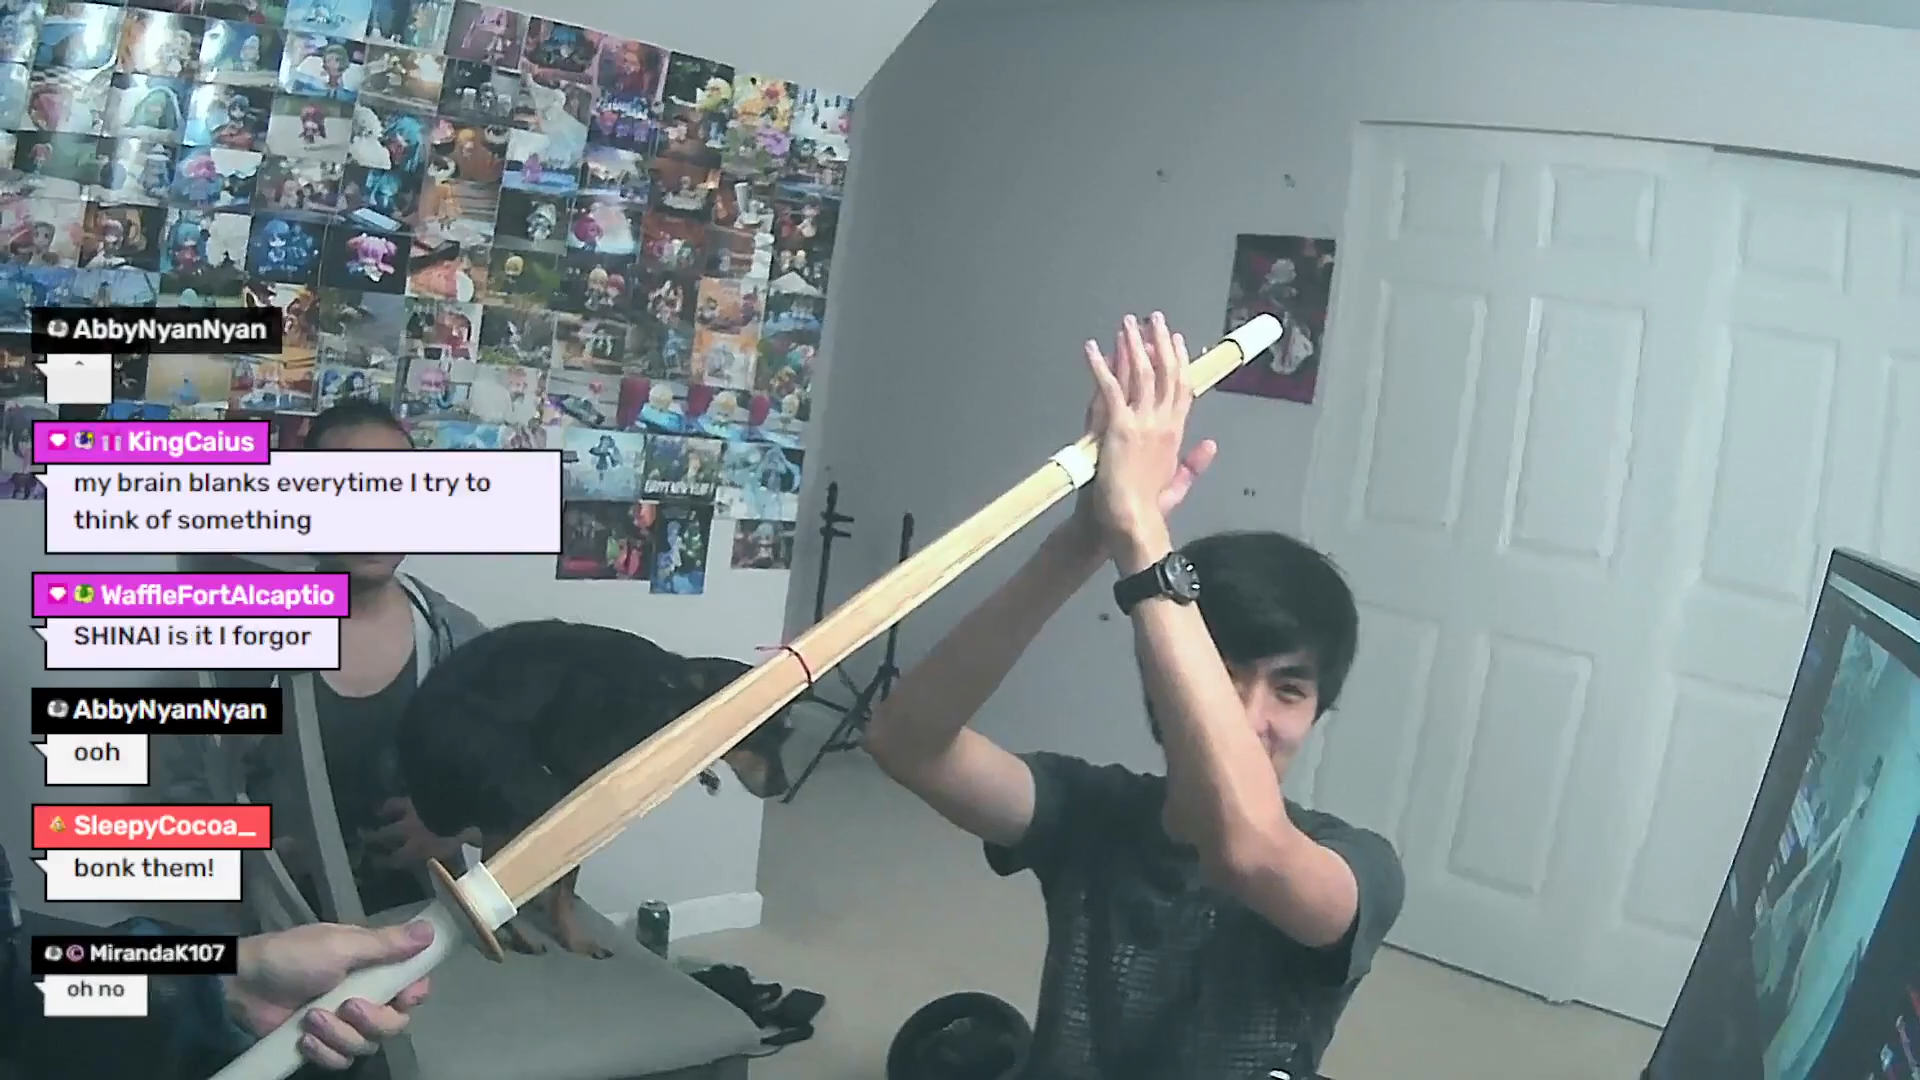 AbbyNyanNyan
^
KingCaius
my brain blanks everytime I try to
think of something
WaffleFortAlcaptio
SHINAI is it I forgor
AbbyNyanNyan
ooh
SleepyCocoa_
bonk them!
MirandaK107
oh no